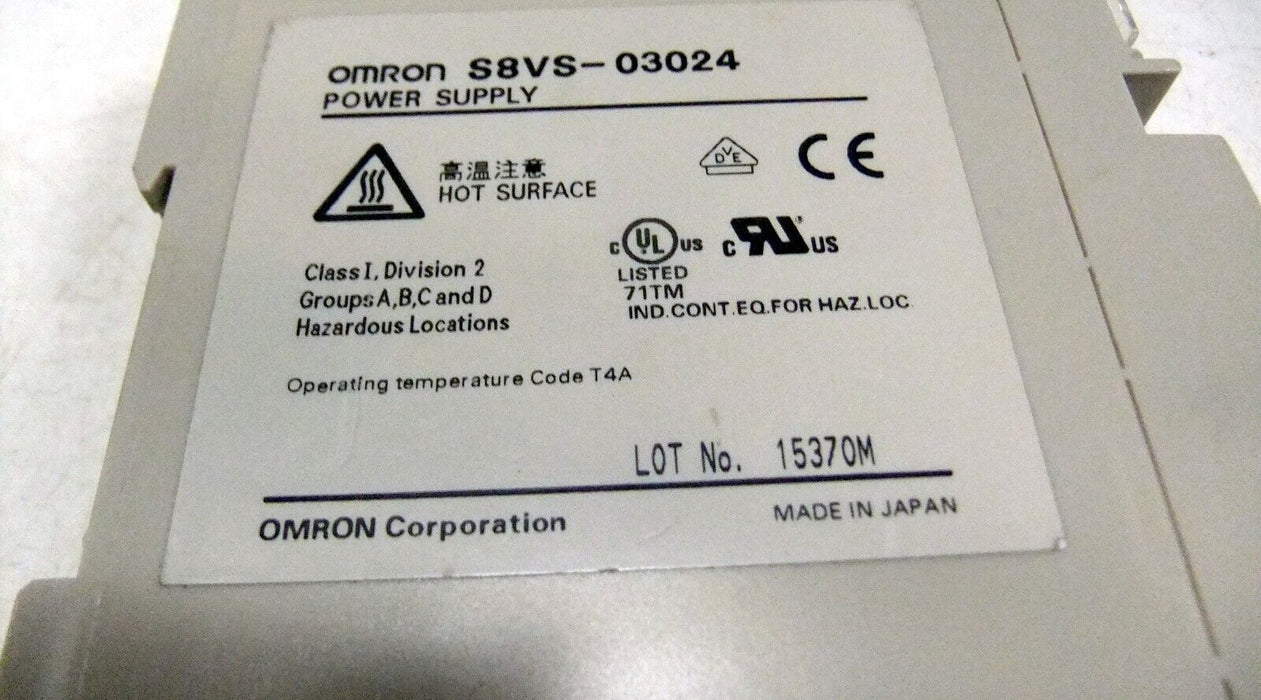 OMRON S8VS-03024
POWER SUPPLY
高温注意
HOT SURFACE
DVE
CE
Class I, Division 2
Groups A,B,C and D
Hazardous Locations
c UL us
LISTED
71TM
IND.CONT.EQ.FOR HAZ.LOC
c RU us
Operating temperature Code T4A
LOT No. 15370M
OMRON Corporation
MADE IN JAPAN